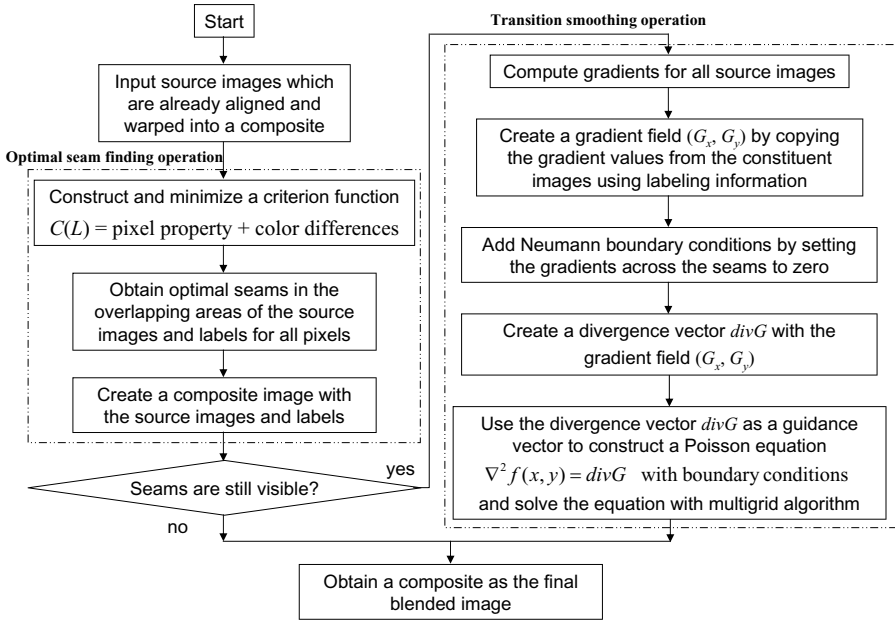 Start
Input source images which
are already aligned and
warped into a composite
Optimal seam finding operation
Construct and minimize a criterion function
C(L) = pixel property + color differences
Obtain optimal seams in the
overlapping areas of the source
images and labels for all pixels
Create a composite image with
the source images and labels
Seams are still visible?
yes
no
Transition smoothing operation
Compute gradients for all source images
Create a gradient field (Gₓ, Gᵧ) by copying
the gradient values from the constituent
images using labeling information
Add Neumann boundary conditions by setting
the gradients across the seams to zero
Create a divergence vector divG with the
gradient field (Gₓ, Gᵧ)
Use the divergence vector divG as a guidance
vector to construct a Poisson equation
∇² f(x, y) = divG with boundary conditions
and solve the equation with multigrid algorithm
Obtain a composite as the final
blended image